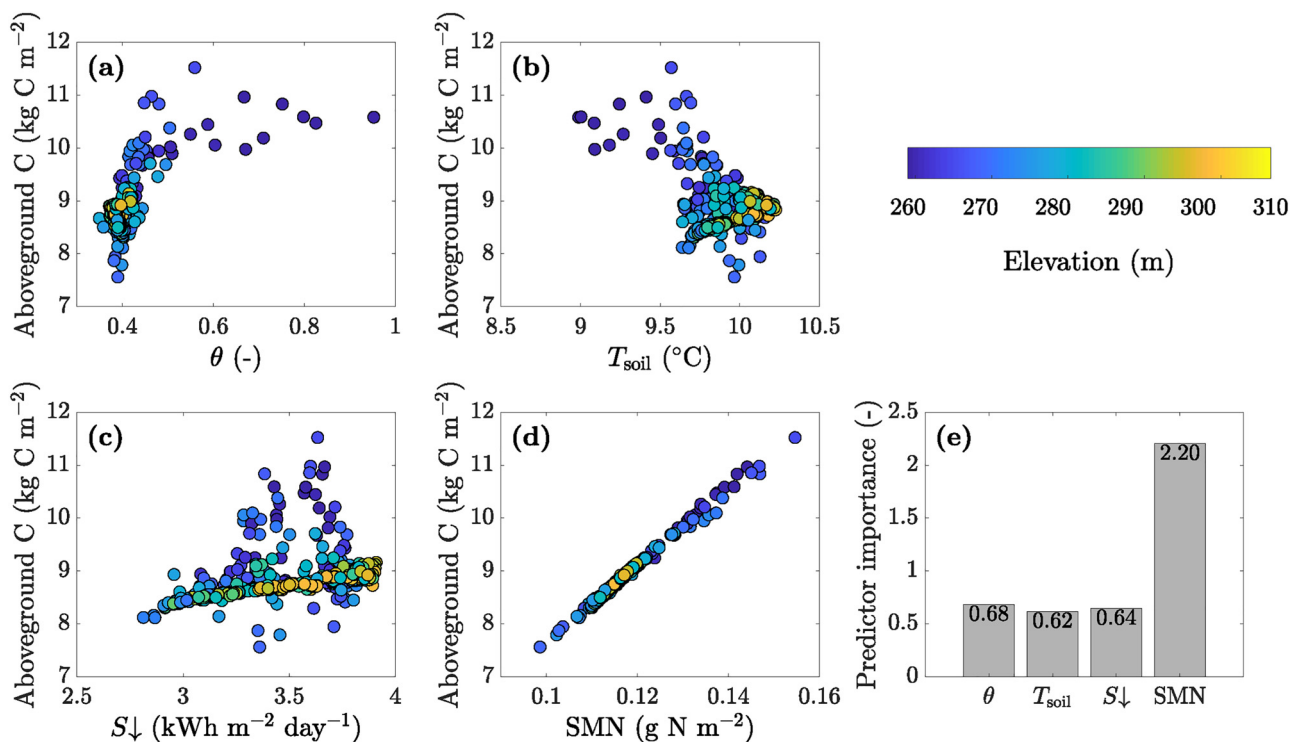 (a)
Aboveground C (kg C m⁻²)
12
11
10
9
8
7
0.4 0.6 0.8 1
θ (-)
(b)
Aboveground C (kg C m⁻²)
12
11
10
9
8
7
8.5 9 9.5 10 10.5
T_soil (°C)
260 270 280 290 300 310
Elevation (m)
(c)
Aboveground C (kg C m⁻²)
12
11
10
9
8
7
2.5 3 3.5 4
S↓ (kWh m⁻² day⁻¹)
(d)
Aboveground C (kg C m⁻²)
12
11
10
9
8
7
0.1 0.12 0.14 0.16
SMN (g N m⁻²)
(e)
Predictor importance (-)
2.5
2
1.5
1
0.5
0
0.68 0.62 0.64 2.20
θ T_soil S↓ SMN